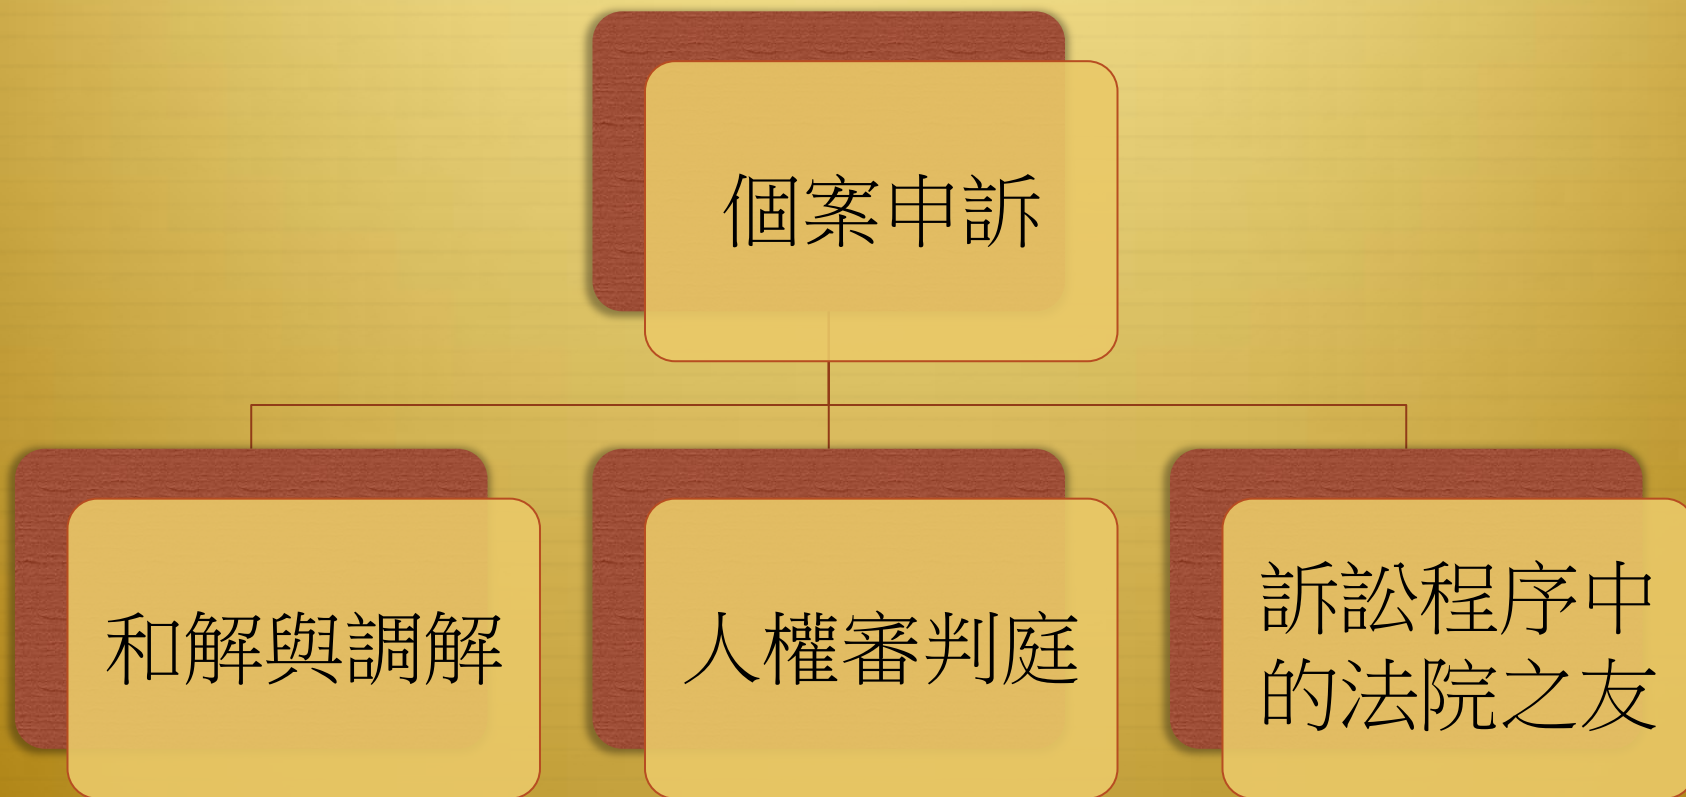 個案申訴
和解與調解
人權審判庭
訴訟程序中
的法院之友